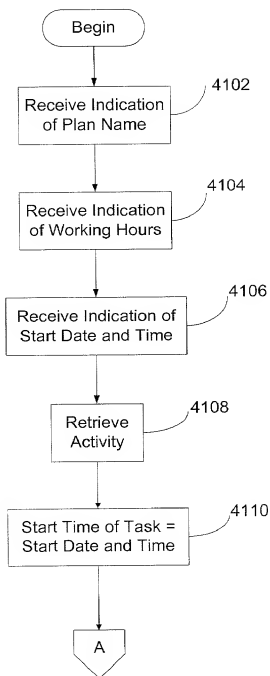 Begin
4102
Receive Indication
of Plan Name
4104
Receive Indication
of Working Hours
4106
Receive Indication of
Start Date and Time
4108
Retrieve
Activity
4110
Start Time of Task =
Start Date and Time
A